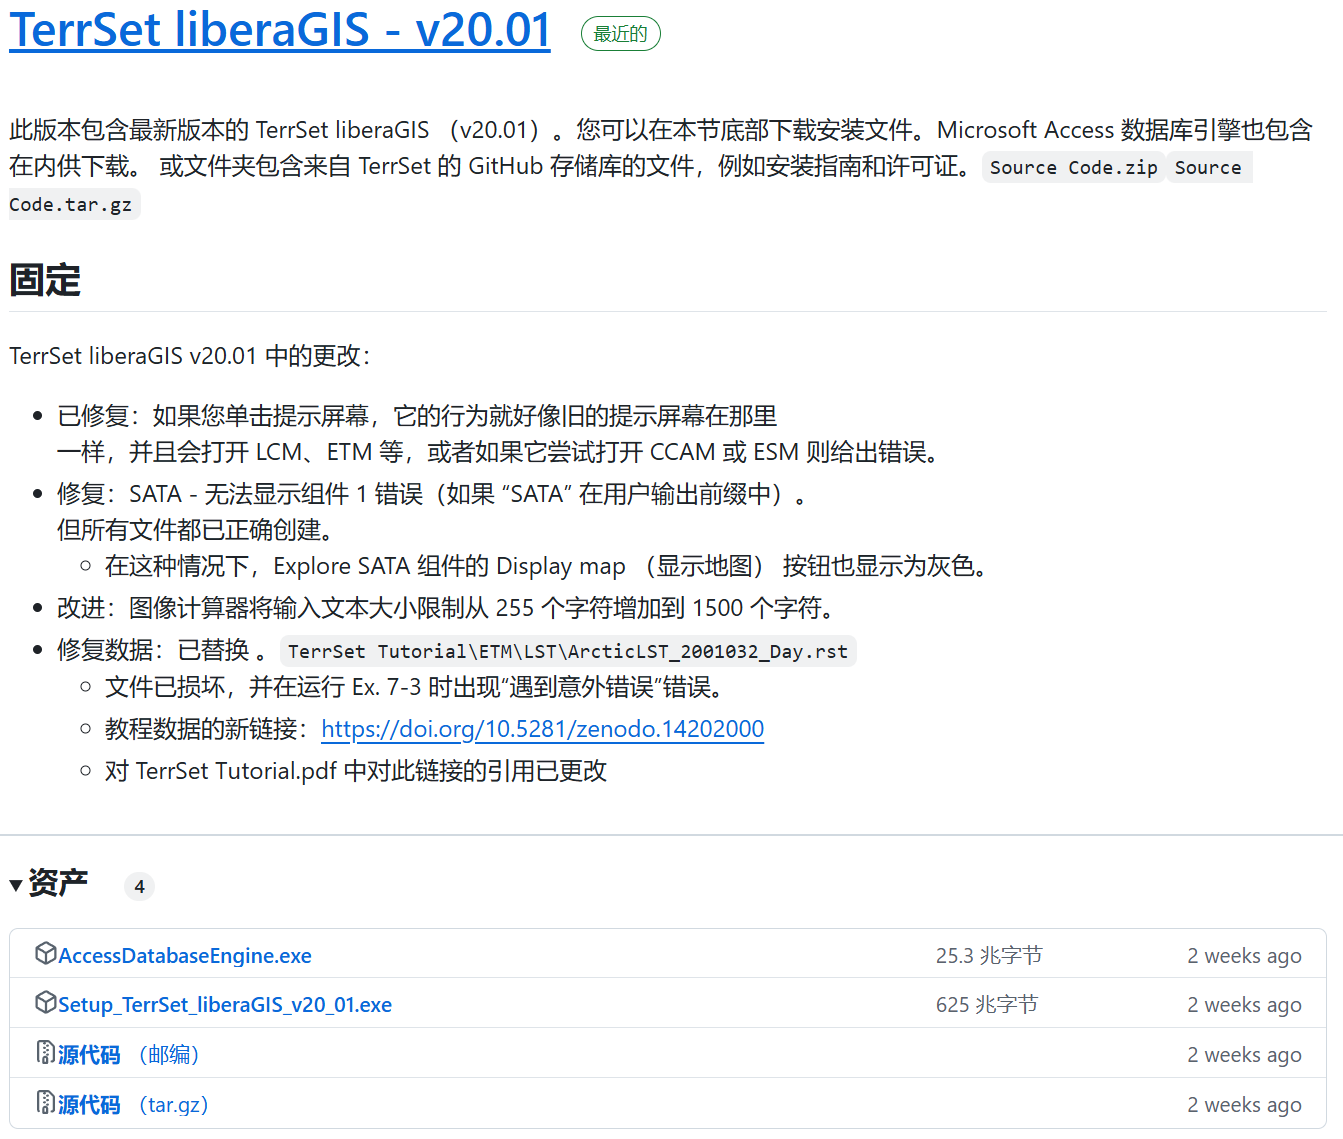 TerrSet liberaGIS - v20.01 最近的
此版本包含最新版本的 TerrSet liberaGIS （v20.01）。您可以在本节底部下载安装文件。Microsoft Access 数据库引擎也包含
在内供下载。 或文件夹包含来自 TerrSet 的 GitHub 存储库的文件，例如安装指南和许可证。 Source Code.zip Source
Code.tar.gz
固定
TerrSet liberaGIS v20.01 中的更改：
已修复：如果您单击提示屏幕，它的行为就好像旧的提示屏幕在那里
一样，并且会打开 LCM、ETM 等，或者如果它尝试打开 CCAM 或 ESM 则给出错误。
修复：SATA - 无法显示组件 1 错误（如果 “SATA” 在用户输出前缀中）。
但所有文件都已正确创建。
在这种情况下，Explore SATA 组件的 Display map （显示地图） 按钮也显示为灰色。
改进：图像计算器将输入文本大小限制从 255 个字符增加到 1500 个字符。
修复数据：已替换 。 TerrSet Tutorial\ETM\LST\ArcticLST_2001032_Day.rst
文件已损坏，并在运行 Ex. 7-3 时出现“遇到意外错误”错误。
教程数据的新链接：https://doi.org/10.5281/zenodo.14202000
对 TerrSet Tutorial.pdf 中对此链接的引用已更改
资产 4
AccessDatabaseEngine.exe 25.3 兆字节 2 weeks ago
Setup_TerrSet_liberaGIS_v20_01.exe 625 兆字节 2 weeks ago
源代码 （邮编） 2 weeks ago
源代码 （tar.gz） 2 weeks ago